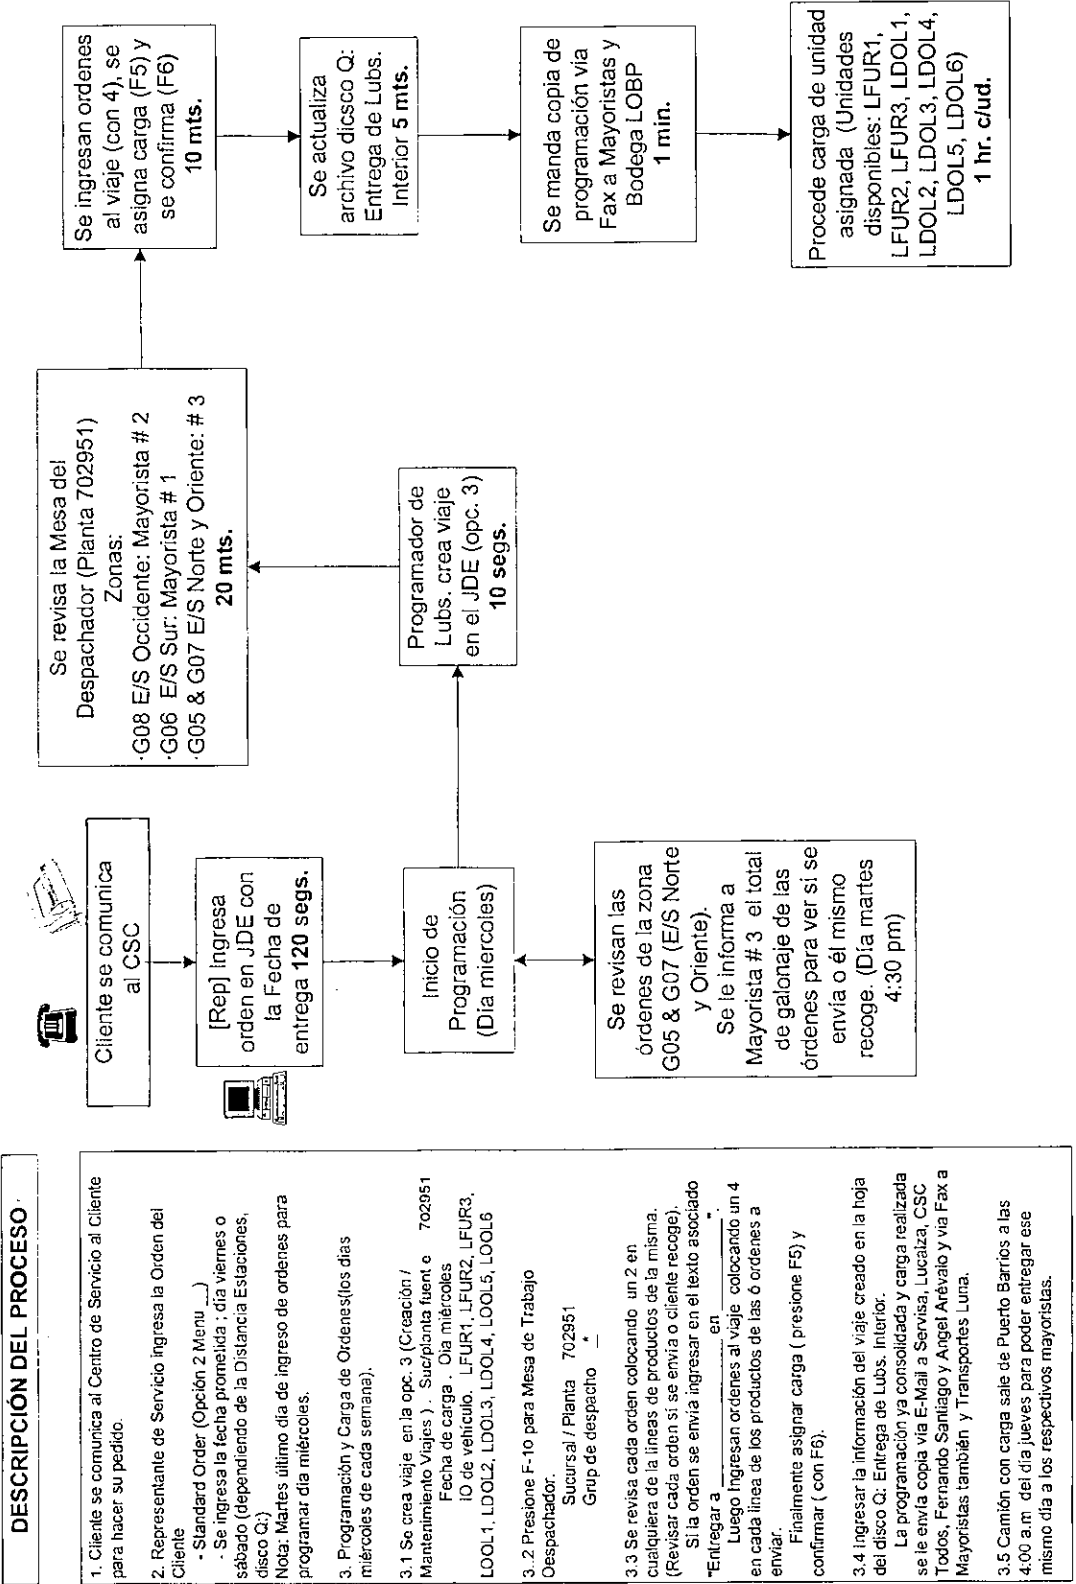 DESCRIPCIÓN DEL PROCESO
1. Cliente se comunica al Centro de Servicio al Cliente
para hacer su pedido.
2. Representante de Servicio ingresa la Orden del
Cliente
- Standard Order (Opción 2 Menu __)
- Se ingresa la fecha prometida ; día viernes o
sábado (dependiendo de la Distancia Estaciones,
disco Q:)
Nota: Martes último día de ingreso de ordenes para
programar día miércoles.
3. Programación y Carga de Ordenes(los días
miércoles de cada semana).
3.1 Se crea viaje en la opc. 3 (Creación /
Mantenimiento Viajes ) . Suc/planta fuent e 702951
Fecha de carga . Dia miércoles
IO de vehículo. LFUR1, LFUR2, LFUR3,
LOOL1, LDOL2, LDOL3, LDOL4, LOOL5, LOOL6
3..2 Presione F-10 para Mesa de Trabajo
Despachador.
Sucursal / Planta 702951
Grup de despacho *
3.3 Se revisa cada orden colocando un 2 en
cualquiera de la lineas de productos de la misma.
(Revisar cada orden si se envia o cliente recoge).
Si la orden se envia ingresar en el texto asociado
"Entregar a ________ en ________".
Luego Ingresan ordenes al viaje colocando un 4
en cada linea de los productos de las ó ordenes a
enviar.
Finalmente asignar carga ( presione F5) y
confirmar ( con F6).
3.4 Ingresar la información del viaje creado en la hoja
del disco Q: Entrega de Lubs. Interior.
La programación ya consolidada y carga realizada
se le envía copia vía E-Mail a Servisa, Lucalza, CSC
Todos, Fernando Santiago y Angel Arévalo y via Fax a
Mayoristas también y Transportes Luna.
3.5 Camión con carga sale de Puerto Barrios a las
4:00 a.m del día jueves para poder entregar ese
mismo día a los respectivos mayoristas.
Cliente se comunica
al CSC
[Rep] Ingresa
orden en JDE con
la Fecha de
entrega 120 segs.
Inicio de
Programación
(Día miercoles)
Se revisan las
órdenes de la zona
G05 & G07 (E/S Norte
y Oriente).
Se le informa a
Mayorista # 3 el total
de galonaje de las
órdenes para ver si se
envía o él mismo
recoge. (Día martes
4:30 pm)
Programador de
Lubs. crea viaje
en el JDE (opc. 3)
10 segs.
Se revisa la Mesa del
Despachador (Planta 702951)
Zonas:
·G08 E/S Occidente: Mayorista # 2
·G06 E/S Sur: Mayorista # 1
·G05 & G07 E/S Norte y Oriente: # 3
20 mts.
Se ingresan ordenes
al viaje (con 4), se
asigna carga (F5) y
se confirma (F6)
10 mts.
Se actualiza
archivo dicsco Q:
Entrega de Lubs.
Interior 5 mts.
Se manda copia de
programación via
Fax a Mayoristas y
Bodega LOBP
1 min.
Procede carga de unidad
asignada (Unidades
disponibles: LFUR1,
LFUR2, LFUR3, LDOL1,
LDOL2, LDOL3, LDOL4,
LDOL5, LDOL6)
1 hr. c/ud.